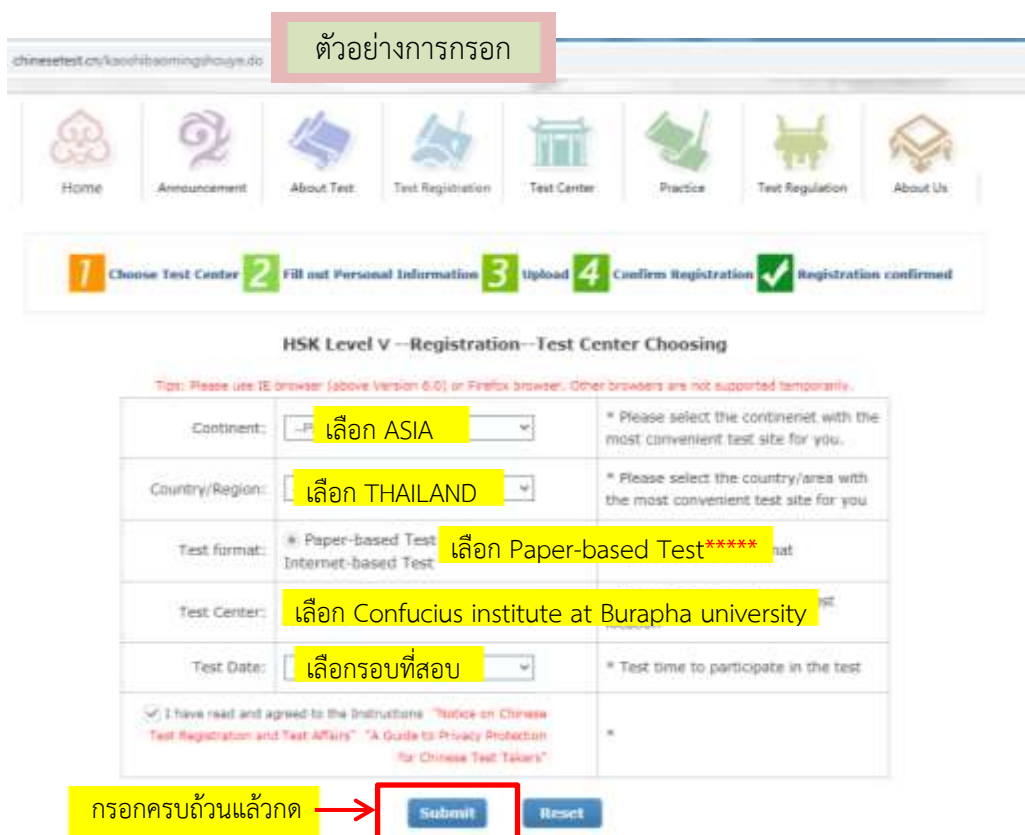 ตัวอย่างการกรอก
chinesetest.cn/kaoshibaomingshouye.do
Home
Announcement
About Test
Test Registration
Test Center
Practice
Test Regulation
About Us
1 Choose Test Center 2 Fill out Personal Information 3 Upload 4 Confirm Registration Registration confirmed
HSK Level V --Registration--Test Center Choosing
Tips: Please use IE browser (above Version 6.0) or Firefox browser. Other browsers are not supported temporarily.
Continent:
เลือก ASIA
* Please select the continenet with the
most convenient test site for you.
Country/Region:
เลือก THAILAND
* Please select the country/area with
the most convenient test site for you
Test format:
Paper-based Test
Internet-based Test
เลือก Paper-based Test*****
Test Center:
เลือก Confucius institute at Burapha university
Test Date:
เลือกรอบที่สอบ
* Test time to participate in the test
I have read and agreed to the Instructions "Notice on Chinese
Test Registration and Test Affairs" "A Guide to Privacy Protection
for Chinese Test Takers"
*
กรอกครบถ้วนแล้วกด
Submit
Reset